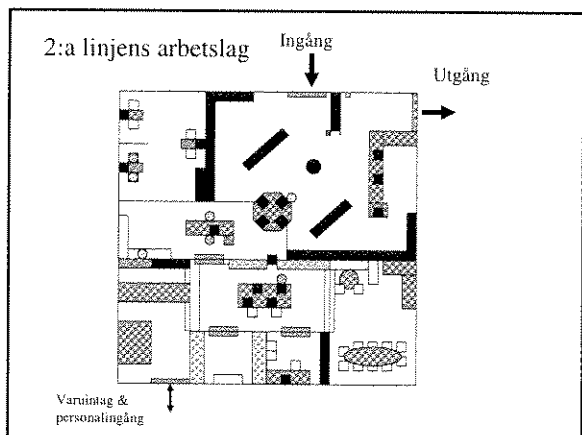 2:a linjens arbetslag
Ingång
Utgång
Varuintag &
personalingång